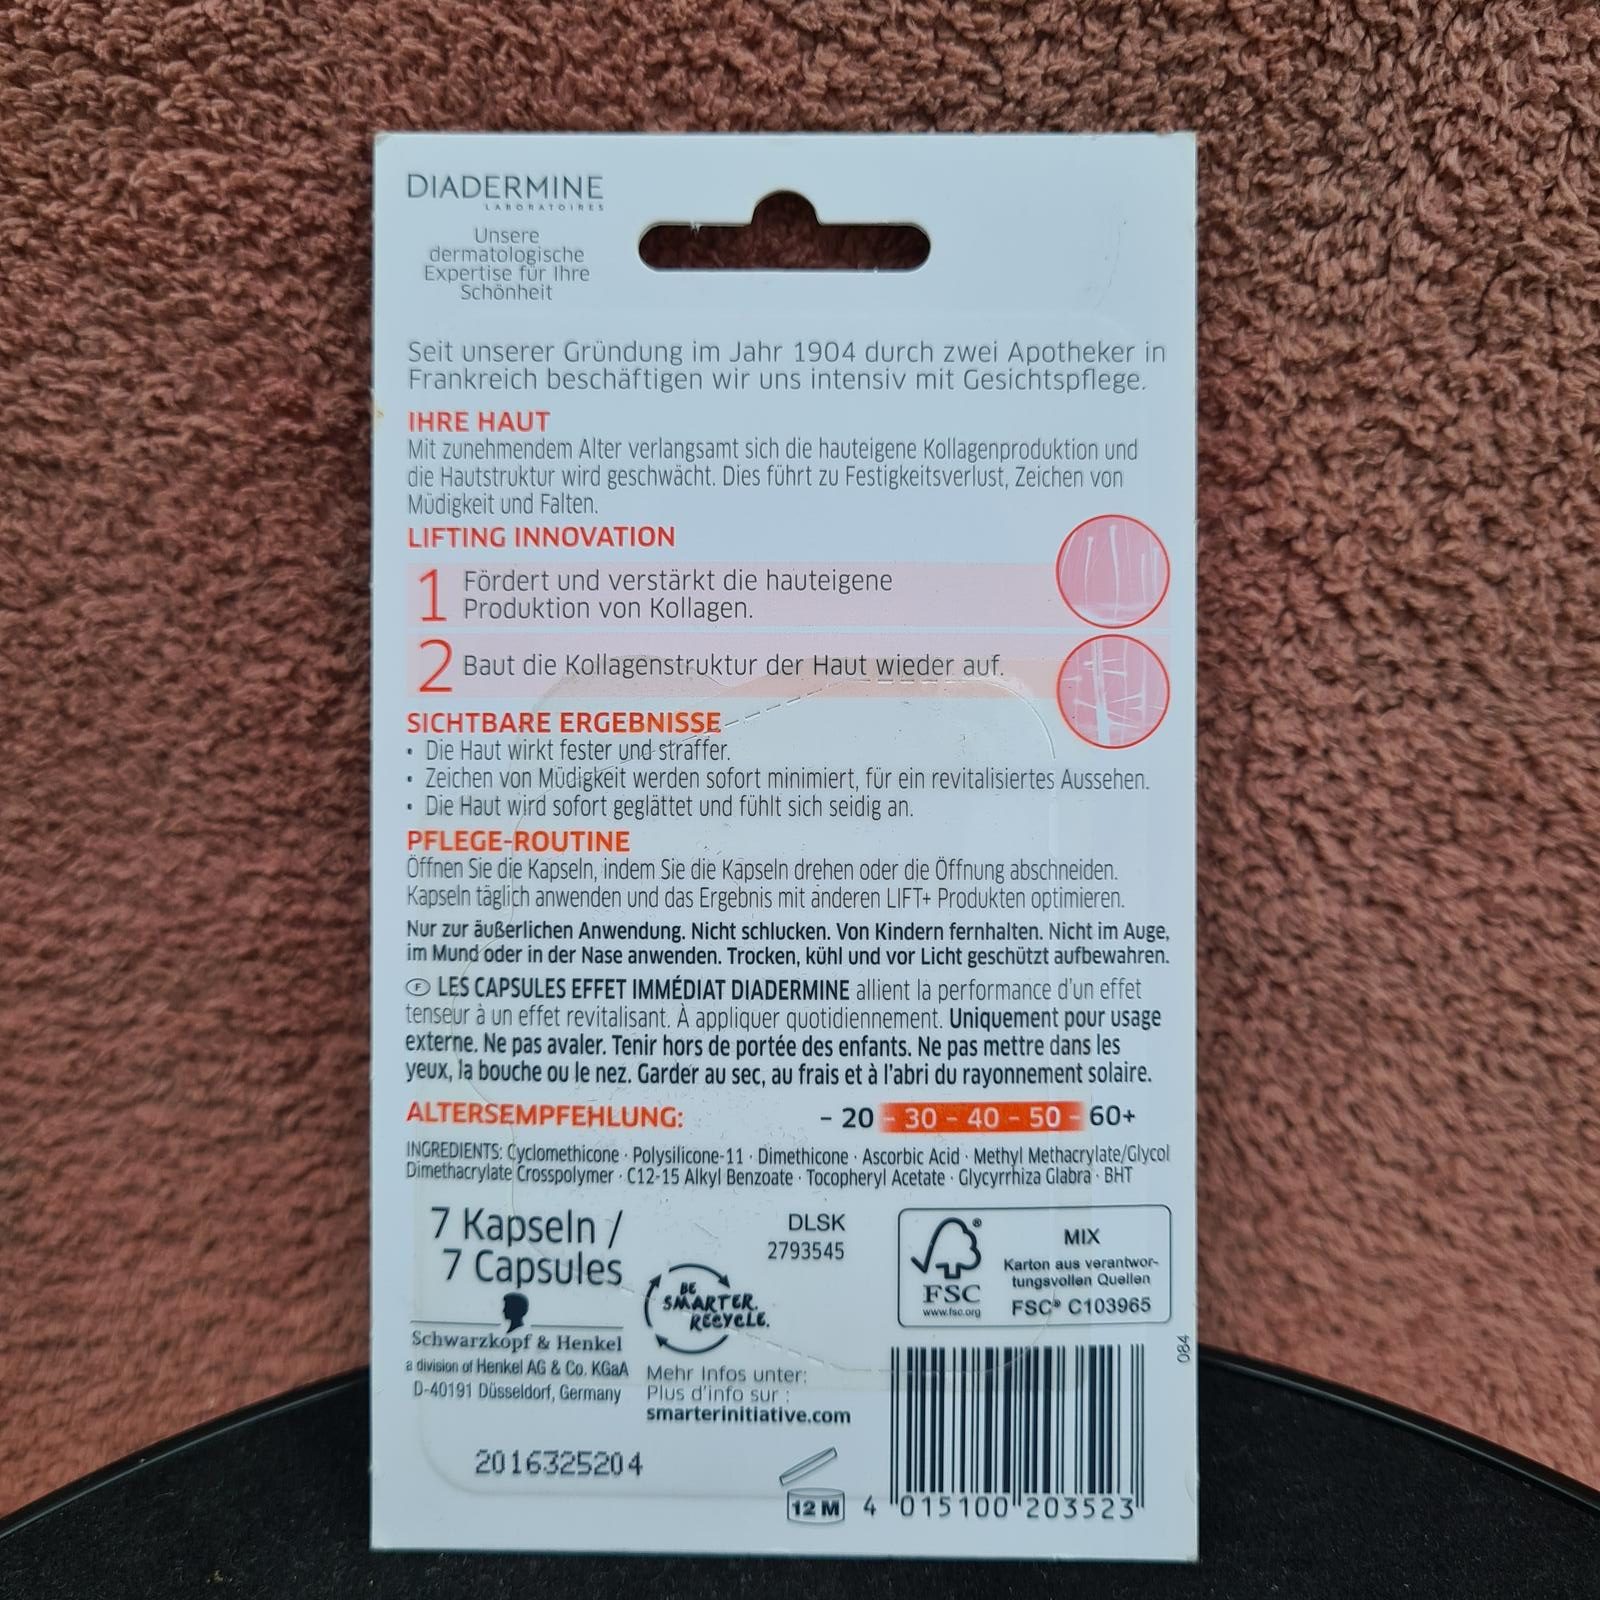 DIADERMINE
LABORATOIRES
Unsere
dermatologische
Expertise für Ihre
Schönheit
Seit unserer Gründung im Jahr 1904 durch zwei Apotheker in
Frankreich beschäftigen wir uns intensiv mit Gesichtspflege.
IHRE HAUT
Mit zunehmendem Alter verlangsamt sich die hauteigene Kollagenproduktion und
die Hautstruktur wird geschwächt. Dies führt zu Festigkeitsverlust, Zeichen von
Müdigkeit und Falten.
LIFTING INNOVATION
1 Fördert und verstärkt die hauteigene
Produktion von Kollagen.
2 Baut die Kollagenstruktur der Haut wieder auf.
SICHTBARE ERGEBNISSE
• Die Haut wirkt fester und straffer.
• Zeichen von Müdigkeit werden sofort minimiert, für ein revitalisiertes Aussehen.
• Die Haut wird sofort geglättet und fühlt sich seidig an.
PFLEGE-ROUTINE
Öffnen Sie die Kapseln, indem Sie die Kapseln drehen oder die Öffnung abschneiden.
Kapseln täglich anwenden und das Ergebnis mit anderen LIFT+ Produkten optimieren.
Nur zur äußerlichen Anwendung. Nicht schlucken. Von Kindern fernhalten. Nicht im Auge,
im Mund oder in der Nase anwenden. Trocken, kühl und vor Licht geschützt aufbewahren.
F LES CAPSULES EFFET IMMÉDIAT DIADERMINE allient la performance d'un effet
tenseur à un effet revitalisant. À appliquer quotidiennement. Uniquement pour usage
externe. Ne pas avaler. Tenir hors de portée des enfants. Ne pas mettre dans les
yeux, la bouche ou le nez. Garder au sec, au frais et à l'abri du rayonnement solaire.
ALTERSEMPFEHLUNG: – 20 – 30 – 40 – 50 – 60+
INGREDIENTS: Cyclomethicone · Polysilicone-11 · Dimethicone · Ascorbic Acid · Methyl Methacrylate/Glycol
Dimethacrylate Crosspolymer · C12-15 Alkyl Benzoate · Tocopheryl Acetate · Glycyrrhiza Glabra · BHT
7 Kapseln /
7 Capsules
Schwarzkopf & Henkel
a division of Henkel AG & Co. KGaA
D-40191 Düsseldorf, Germany
2016325204
DLSK
2793545
BE
SMARTER.
RECYCLE.
Mehr Infos unter:
Plus d'info sur :
smarterinitiative.com
12 M
FSC
www.fsc.org
MIX
Karton aus verantwor-
tungsvollen Quellen
FSC® C103965
084
4 015100 203523